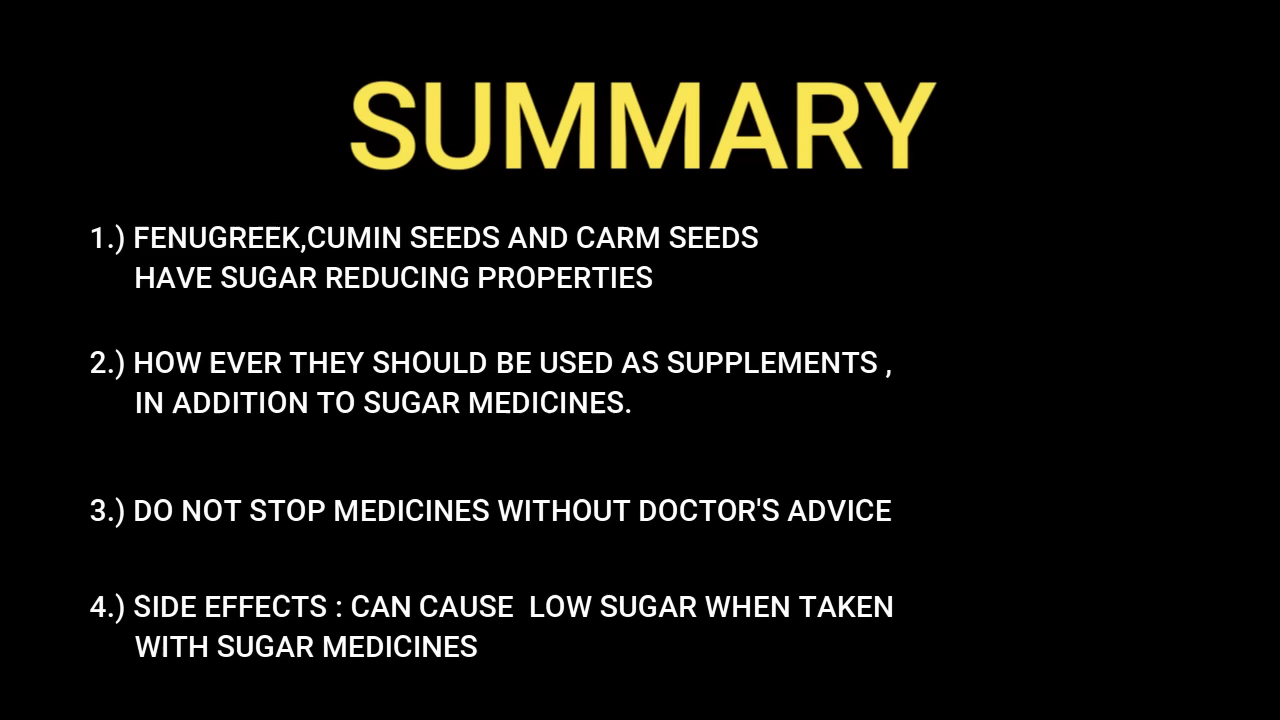 SUMMARY
1.) FENUGREEK,CUMIN SEEDS AND CARM SEEDS
HAVE SUGAR REDUCING PROPERTIES
2.) HOW EVER THEY SHOULD BE USED AS SUPPLEMENTS ,
IN ADDITION TO SUGAR MEDICINES.
3.) DO NOT STOP MEDICINES WITHOUT DOCTOR'S ADVICE
4.) SIDE EFFECTS : CAN CAUSE  LOW SUGAR WHEN TAKEN
WITH SUGAR MEDICINES